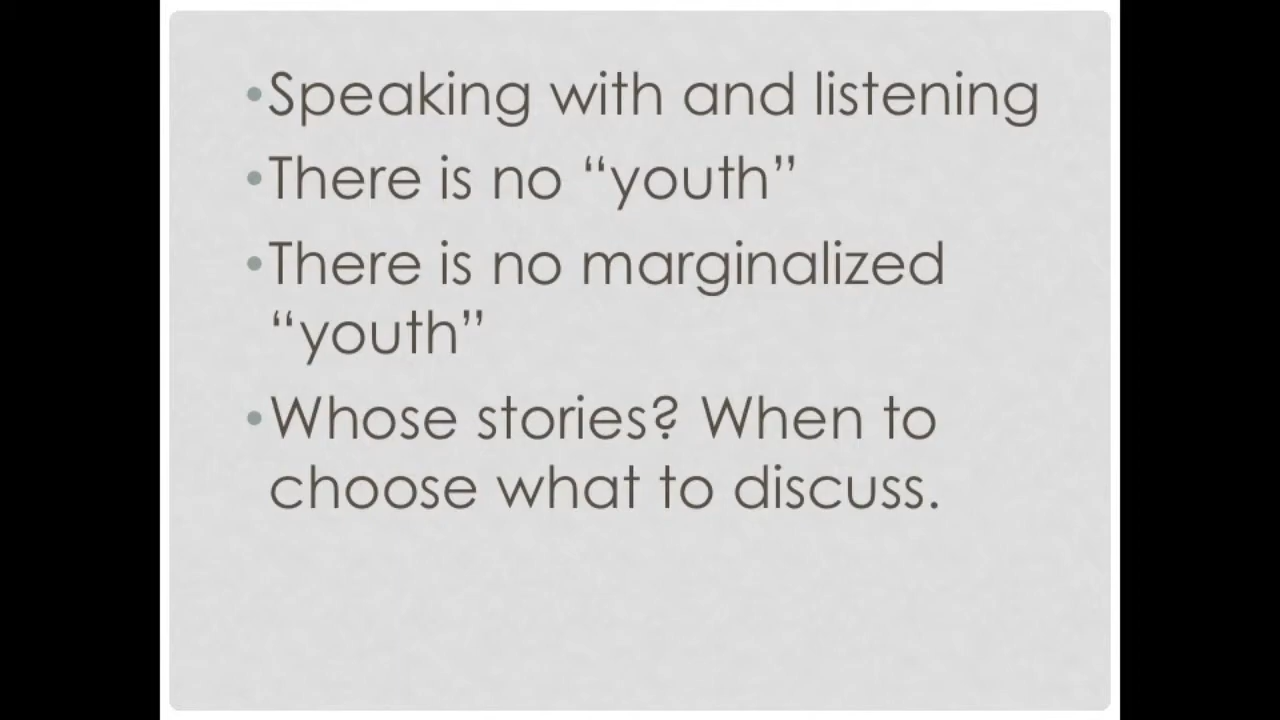 •Speaking with and listening
•There is no “youth”
•There is no marginalized
“youth”
•Whose stories? When to
choose what to discuss.